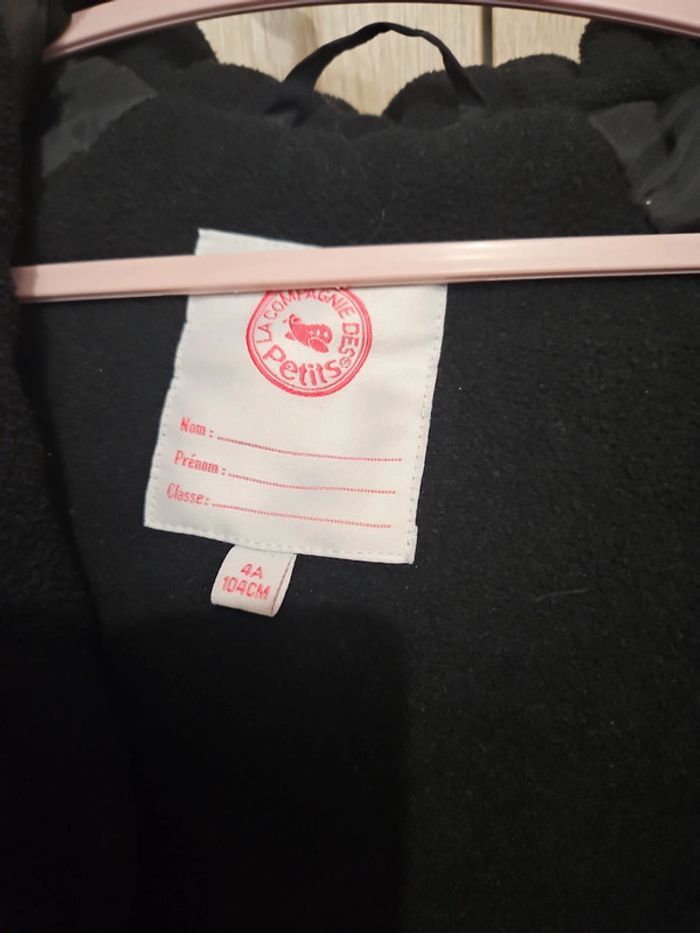 LA COMPAGNIE DES
Petits®
Nom :
Prénom :
Classe :
4A
104CM